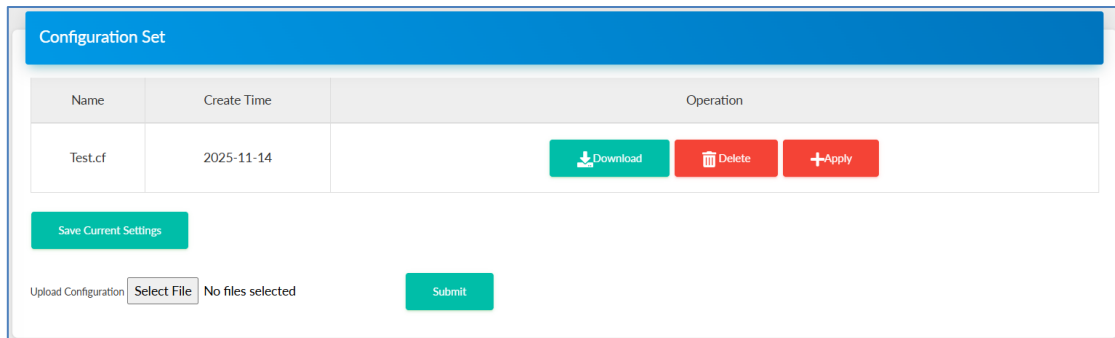 Configuration Set
Name Create Time Operation
Test.cf 2025-11-14 Download Delete Apply
Save Current Settings
Upload Configuration Select File No files selected Submit